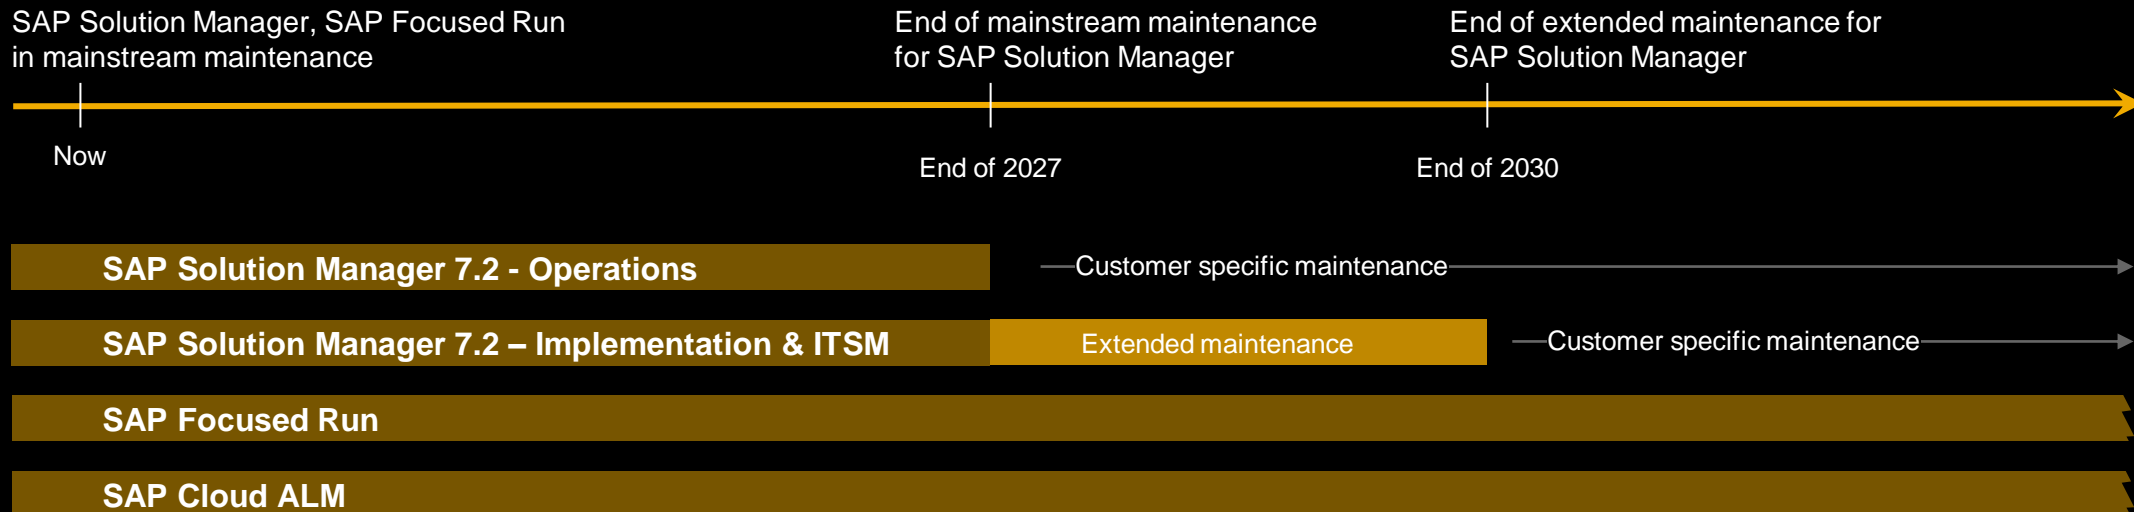 SAP Solution Manager, SAP Focused Run
in mainstream maintenance
End of mainstream maintenance
for SAP Solution Manager
End of extended maintenance for
SAP Solution Manager
Now
End of 2027
End of 2030
SAP Solution Manager 7.2 - Operations
Customer specific maintenance
SAP Solution Manager 7.2 – Implementation & ITSM
Extended maintenance
Customer specific maintenance
SAP Focused Run
SAP Cloud ALM